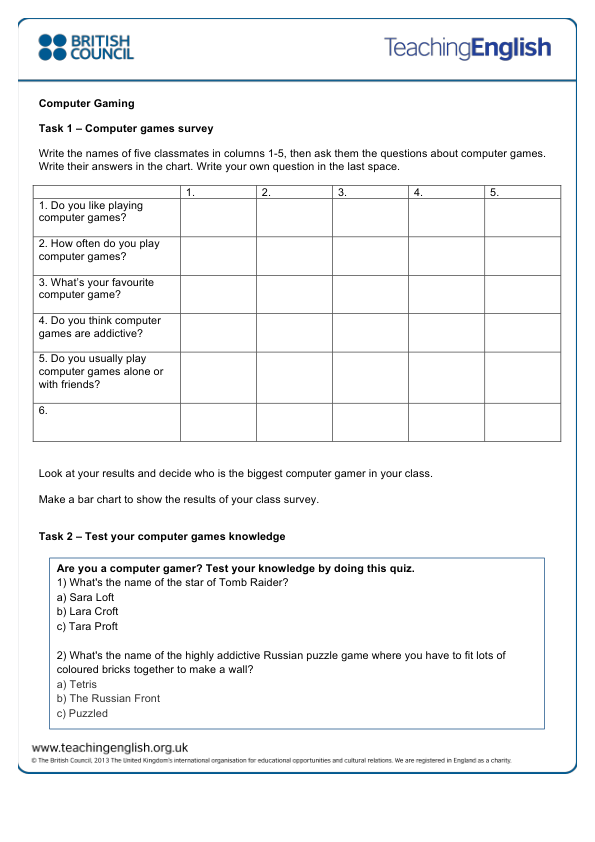 BRITISH
COUNCIL
TeachingEnglish
Computer Gaming
Task 1 – Computer games survey
Write the names of five classmates in columns 1-5, then ask them the questions about computer games.
Write their answers in the chart. Write your own question in the last space.
1. 2. 3. 4. 5.
1. Do you like playing
computer games?
2. How often do you play
computer games?
3. What's your favourite
computer game?
4. Do you think computer
games are addictive?
5. Do you usually play
computer games alone or
with friends?
6.
Look at your results and decide who is the biggest computer gamer in your class.
Make a bar chart to show the results of your class survey.
Task 2 – Test your computer games knowledge
Are you a computer gamer? Test your knowledge by doing this quiz.
1) What's the name of the star of Tomb Raider?
a) Sara Loft
b) Lara Croft
c) Tara Proft
2) What's the name of the highly addictive Russian puzzle game where you have to fit lots of
coloured bricks together to make a wall?
a) Tetris
b) The Russian Front
c) Puzzled
www.teachingenglish.org.uk
© The British Council, 2013 The United Kingdom's international organisation for educational opportunities and cultural relations. We are registered in England as a charity.